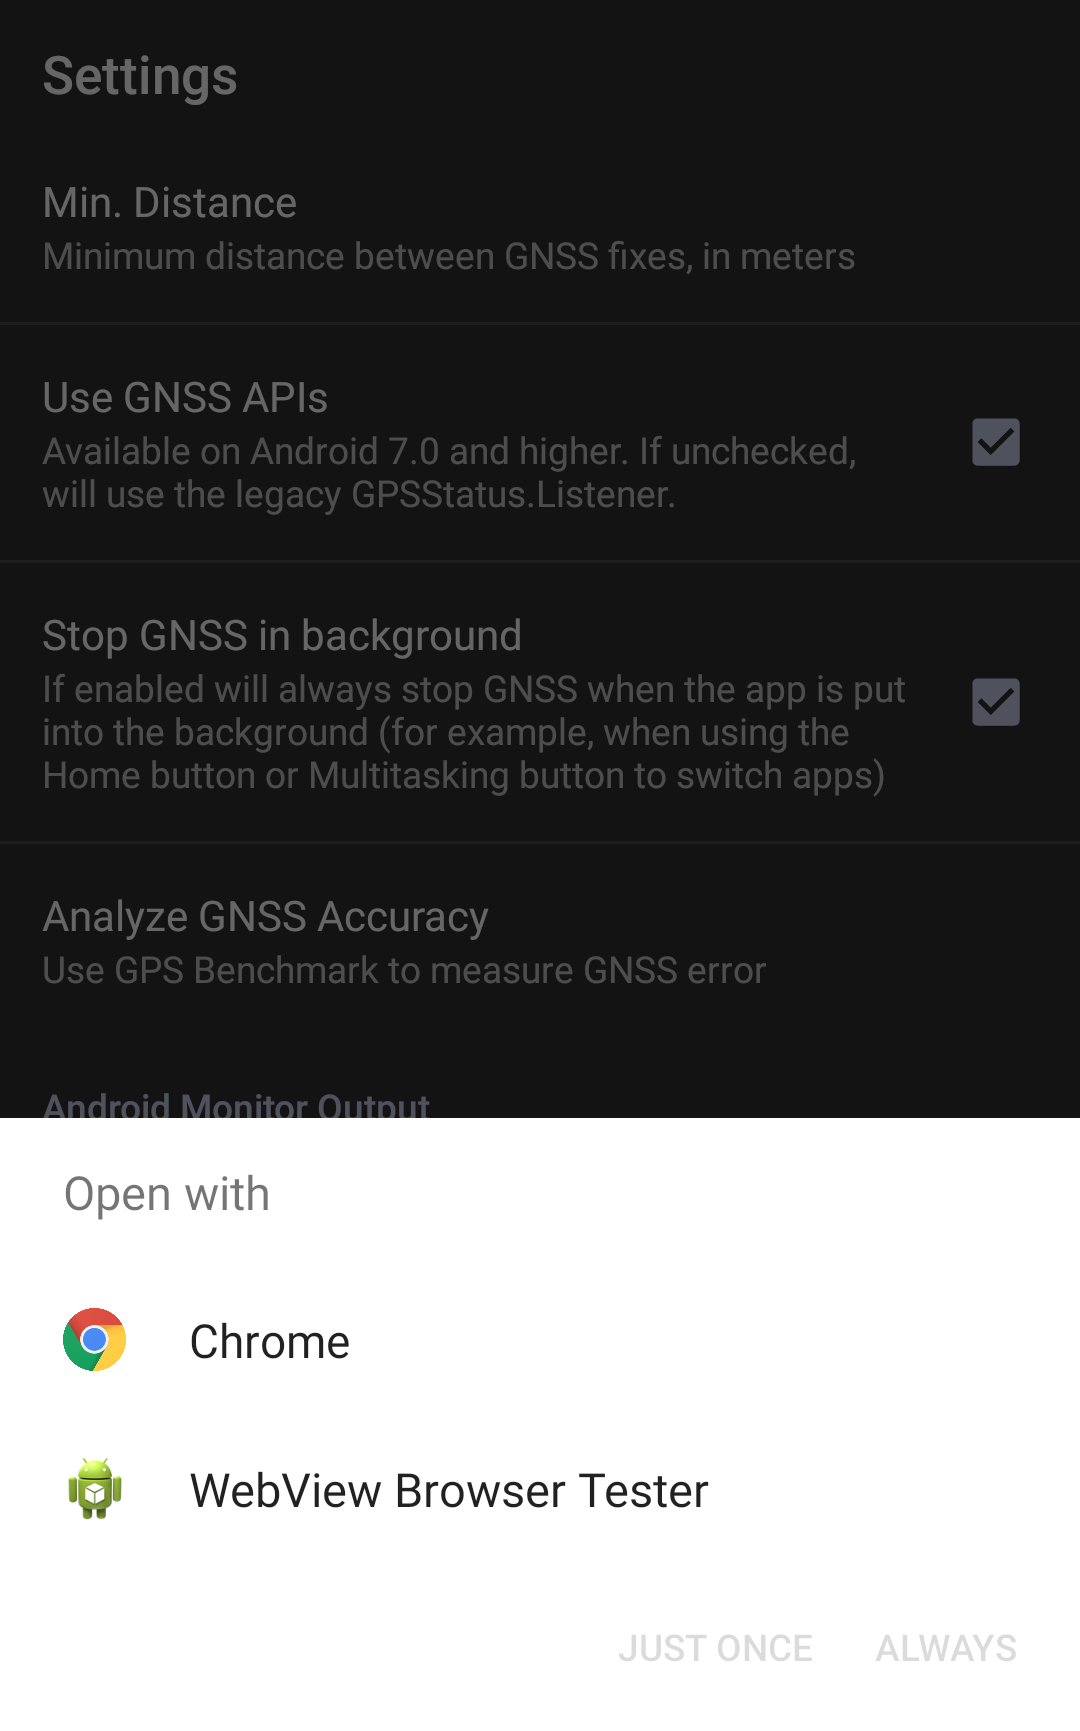 Settings
Min. Distance
Minimum distance between GNSS fixes, in meters
Use GNSS APIs
Available on Android 7.0 and higher. If unchecked,
will use the legacy GPSStatus.Listener.
Stop GNSS in background
If enabled will always stop GNSS when the app is put
into the background (for example, when using the
Home button or Multitasking button to switch apps)
Analyze GNSS Accuracy
Use GPS Benchmark to measure GNSS error
Android Monitor Output
Open with
Chrome
WebView Browser Tester
JUST ONCE ALWAYS